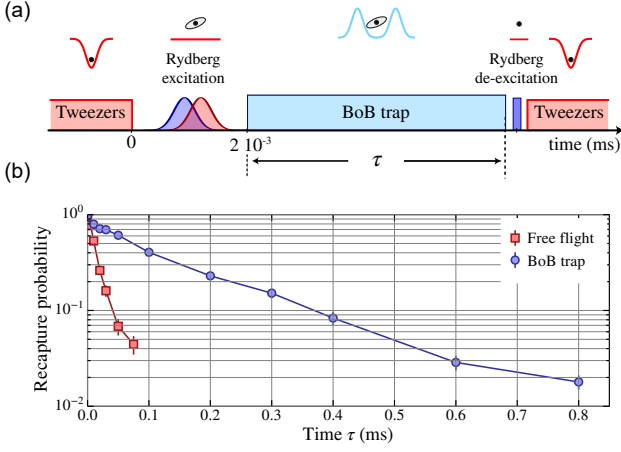 (a)
Rydberg
excitation
Rydberg
de-excitation
Tweezers
BoB trap
Tweezers
0
2 10⁻³
τ
time (ms)
(b)
Recapture probability
10⁰
10⁻¹
10⁻²
Free flight
BoB trap
0.0 0.1 0.2 0.3 0.4 0.5 0.6 0.7 0.8
Time τ (ms)